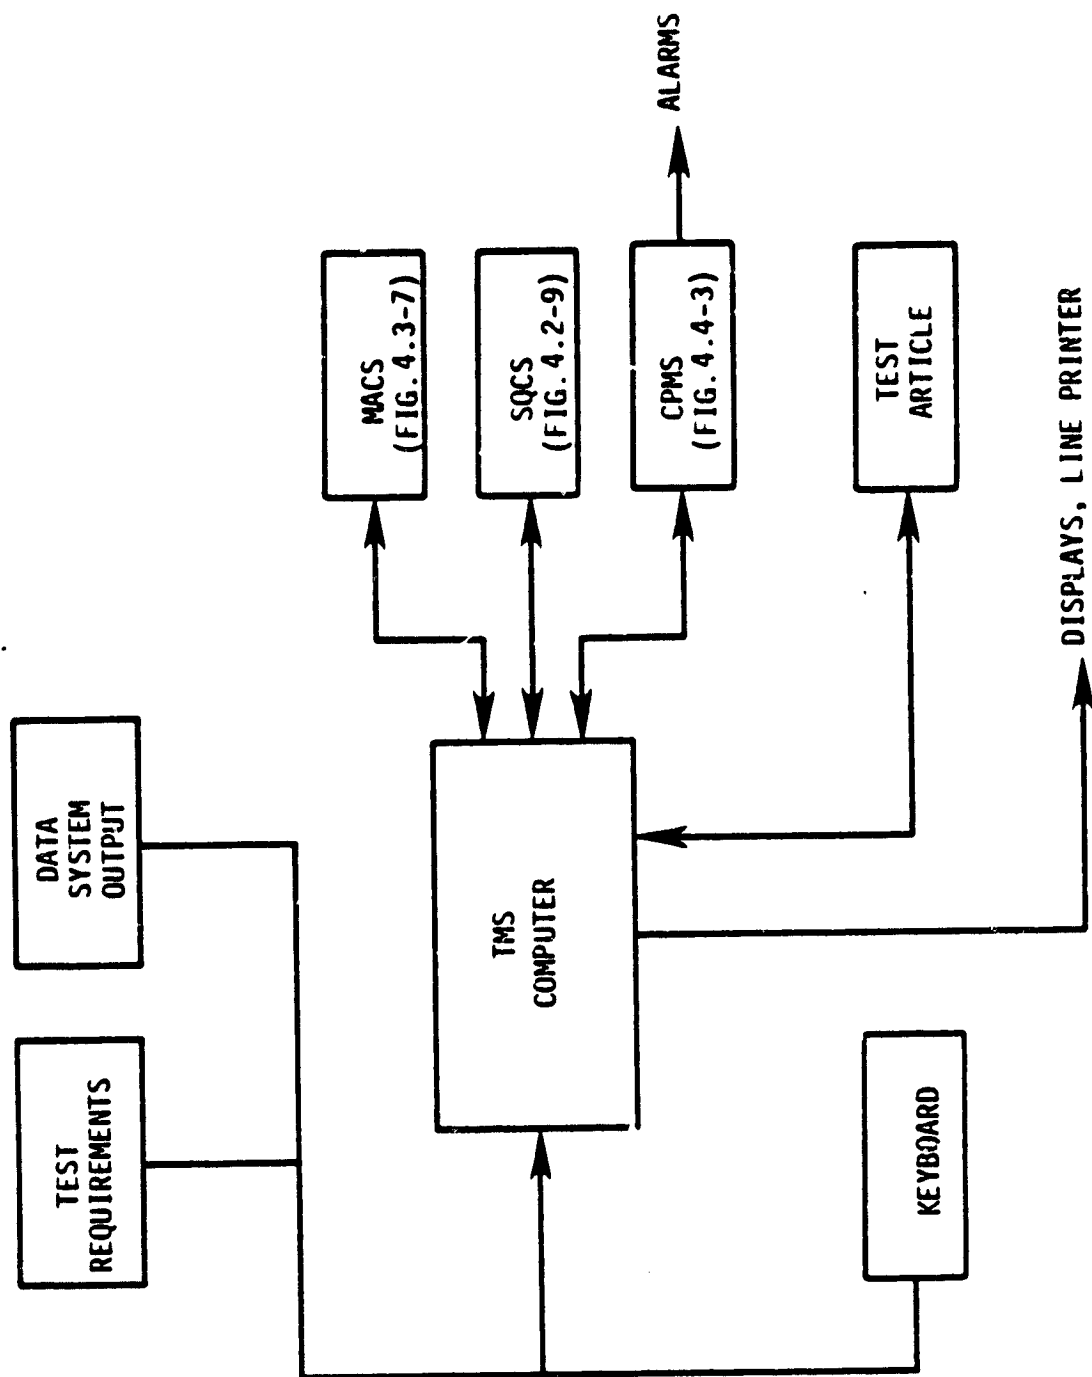 TEST
REQUIREMENTS
DATA
SYSTEM
OUTPUT
TMS
COMPUTER
MACS
(FIG. 4.3-7)
SQCS
(FIG. 4.2-9)
CPMS
(FIG. 4.4-3)
ALARMS
KEYBOARD
TEST
ARTICLE
DISPLAYS, LINE PRINTER